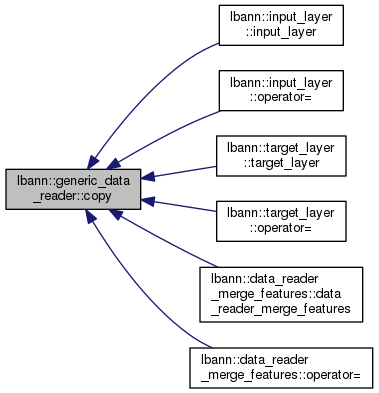 lbann::input_layer
::input_layer
lbann::input_layer
::operator=
lbann::target_layer
::target_layer
lbann::generic_data
_reader::copy
lbann::target_layer
::operator=
lbann::data_reader
_merge_features::data
_reader_merge_features
lbann::data_reader
_merge_features::operator=